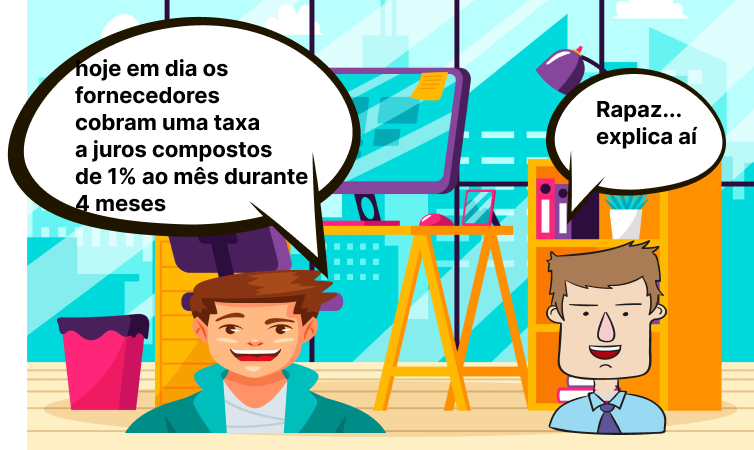 hoje em dia os
fornecedores
cobram uma taxa
a juros compostos
de 1% ao mês durante
4 meses
Rapaz...
explica aí